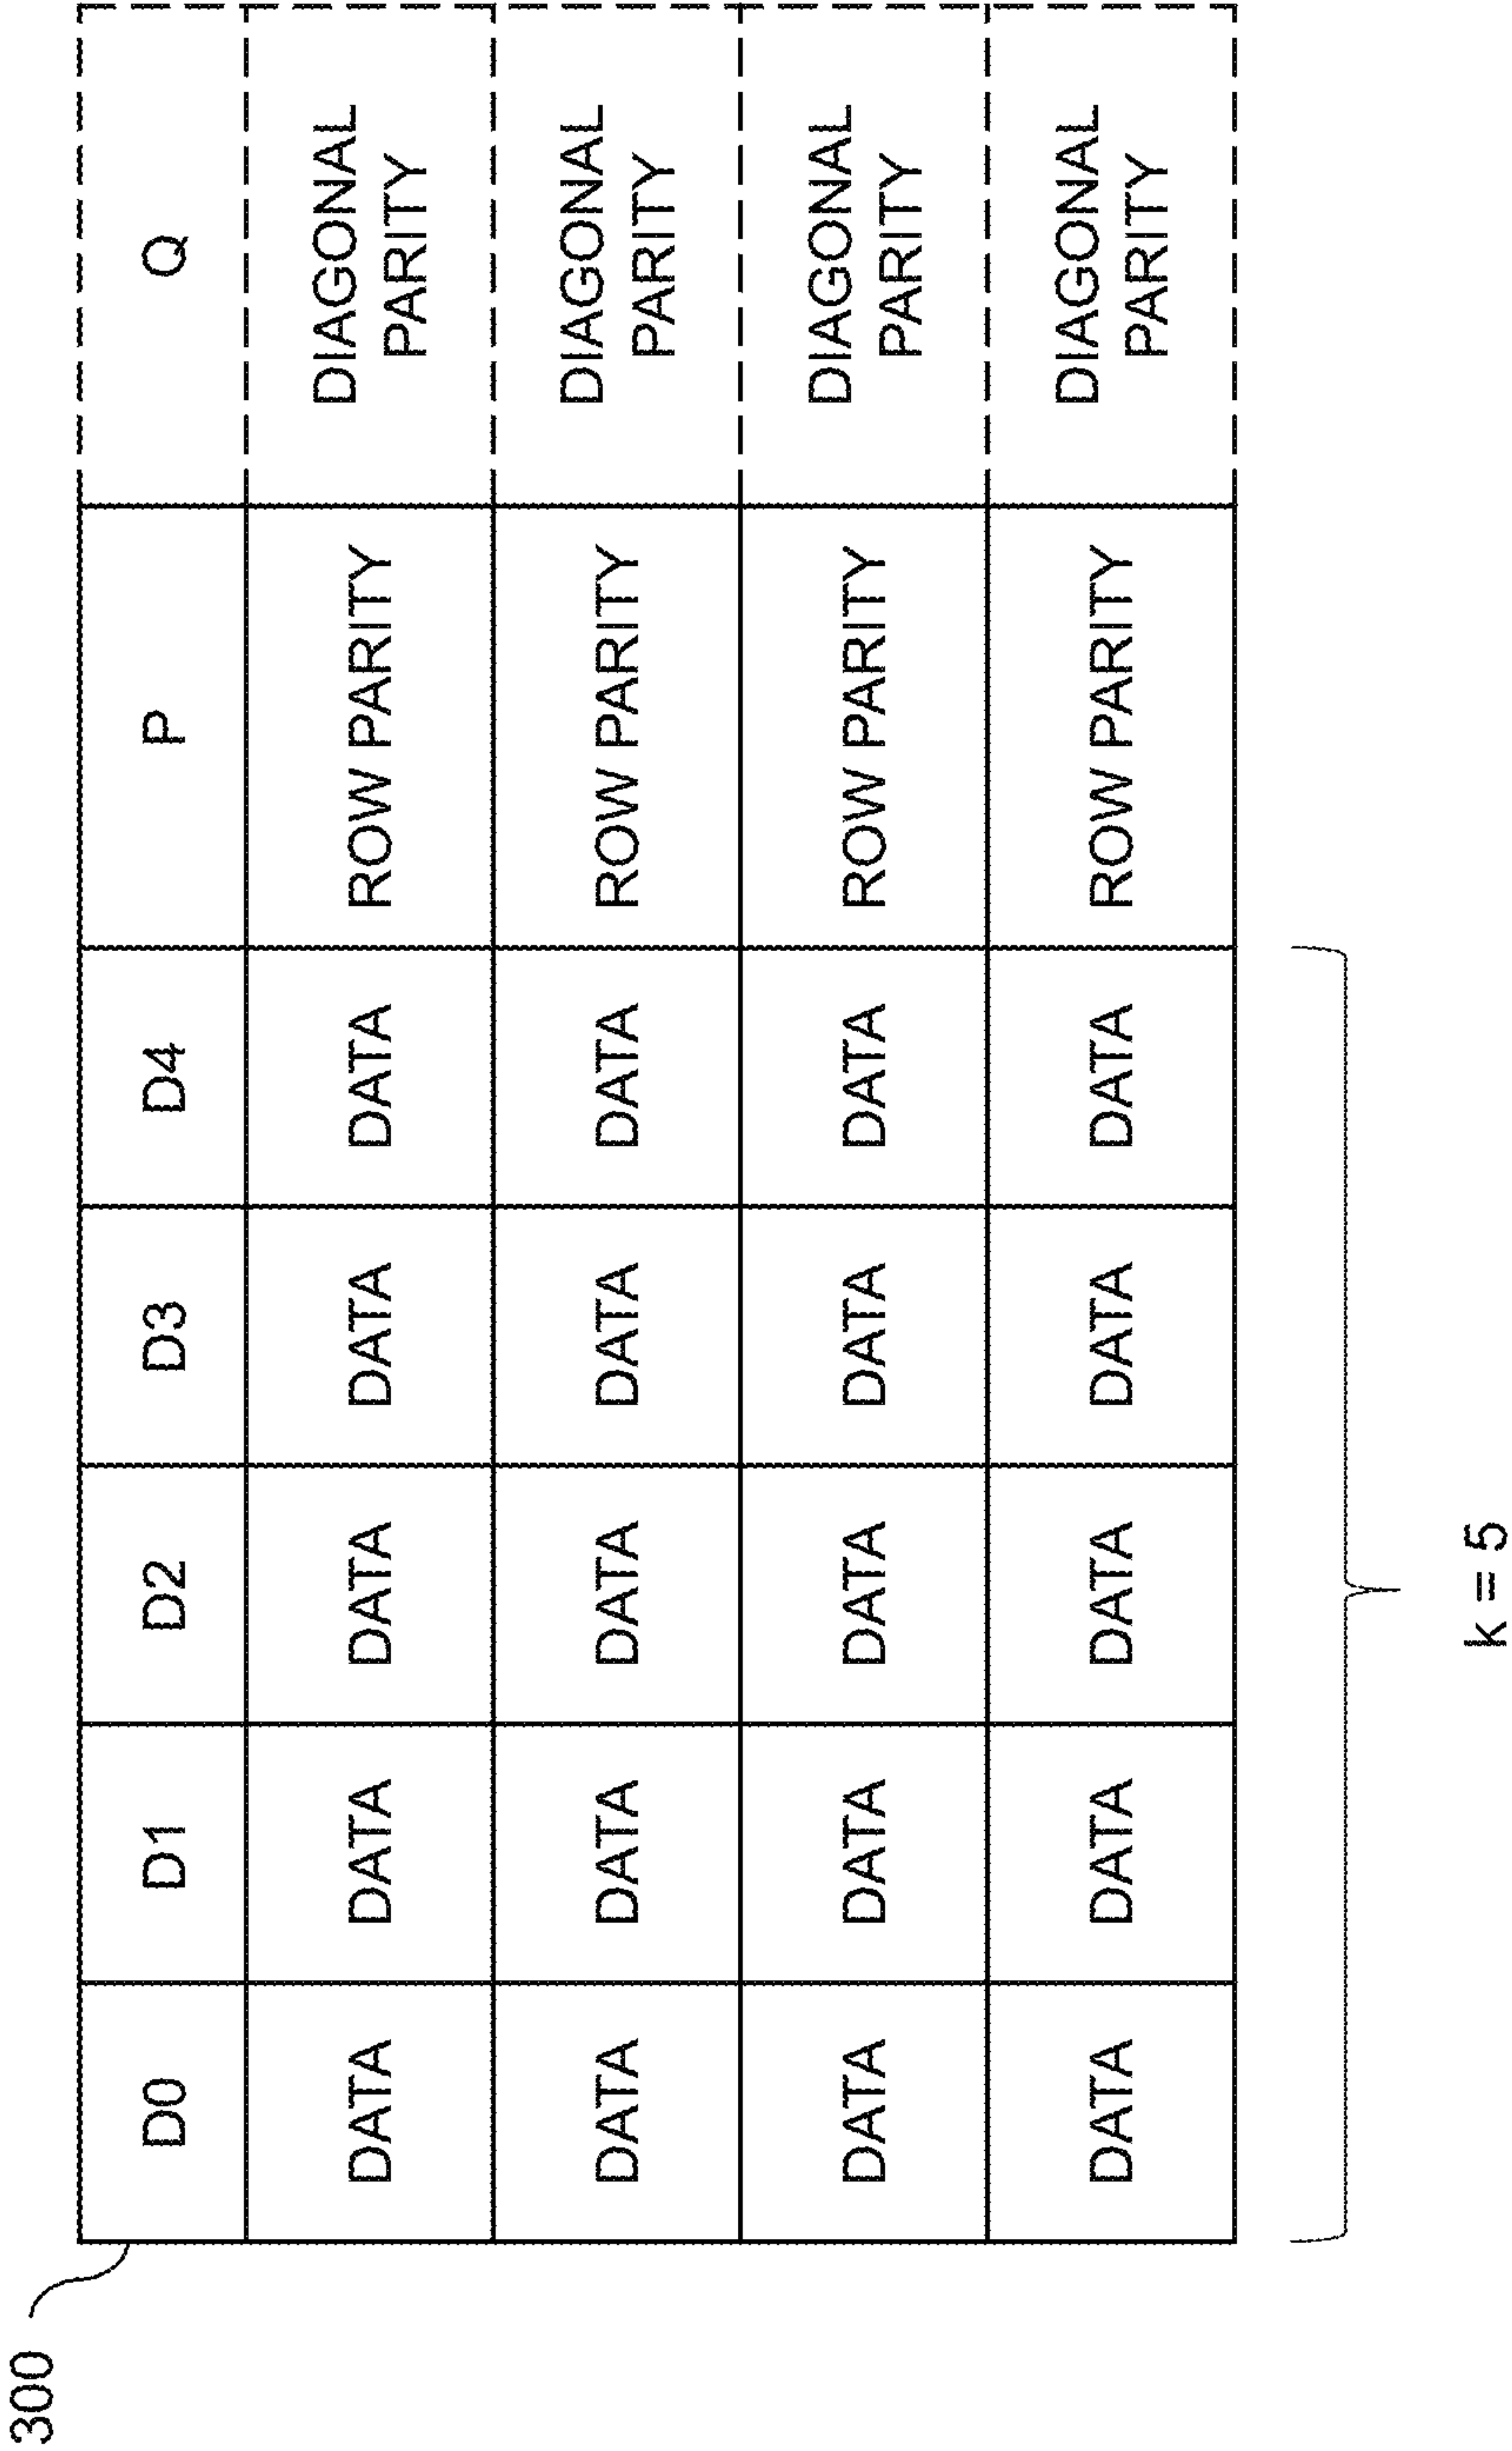 300
D0 D1 D2 D3 D4 P Q
DATA DATA DATA DATA DATA ROW PARITY DIAGONAL
PARITY
DATA DATA DATA DATA DATA ROW PARITY DIAGONAL
PARITY
DATA DATA DATA DATA DATA ROW PARITY DIAGONAL
PARITY
DATA DATA DATA DATA DATA ROW PARITY DIAGONAL
PARITY
k = 5